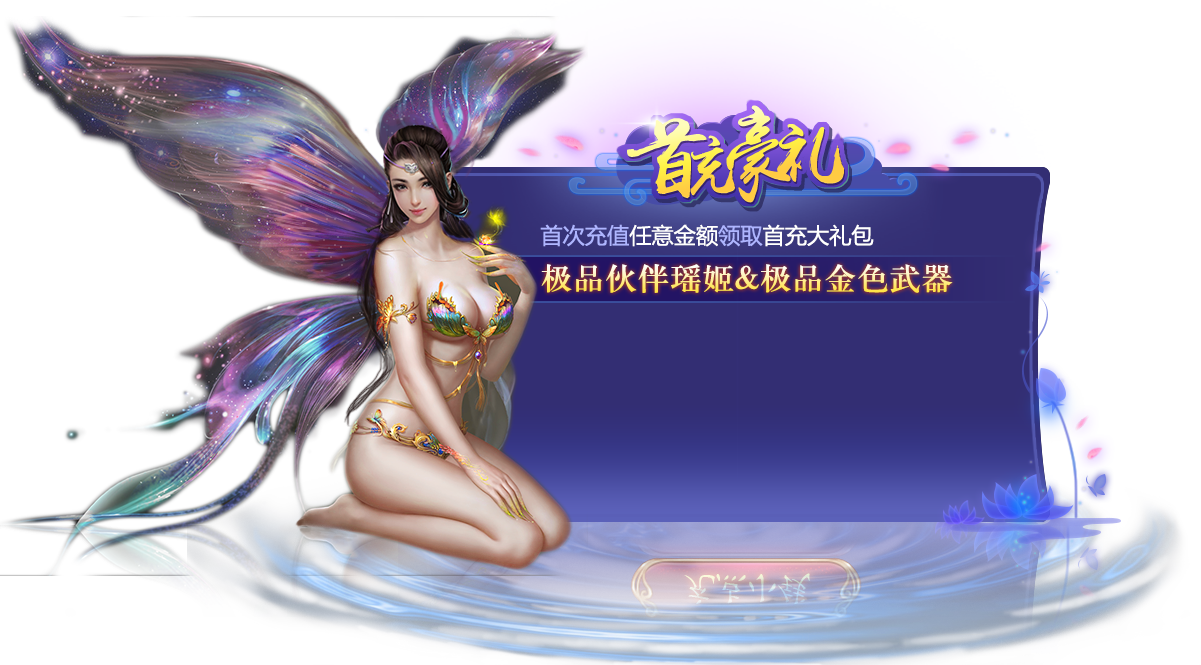 首充豪礼
首次充值任意金额领取首充大礼包
极品伙伴瑶姬&极品金色武器